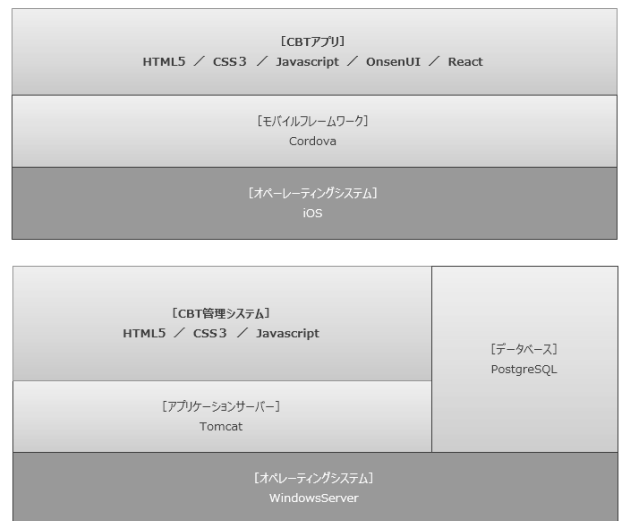 [CBTアプリ]
HTML5 ／ CSS3 ／ Javascript ／ OnsenUI ／ React
[モバイルフレームワーク]
Cordova
[オペーレーティングシステム]
iOS
[CBT管理システム]
HTML5 ／ CSS3 ／ Javascript
[データベース]
PostgreSQL
[アプリケーションサーバー]
Tomcat
[オペレーティングシステム]
WindowsServer